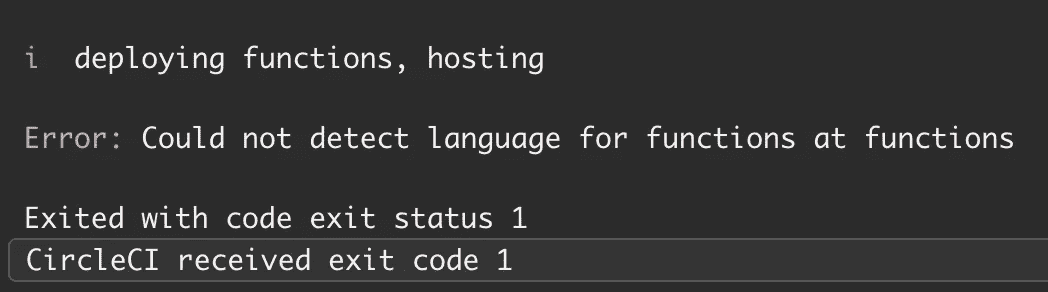 i deploying functions, hosting
Error: Could not detect language for functions at functions
Exited with code exit status 1
CircleCI received exit code 1